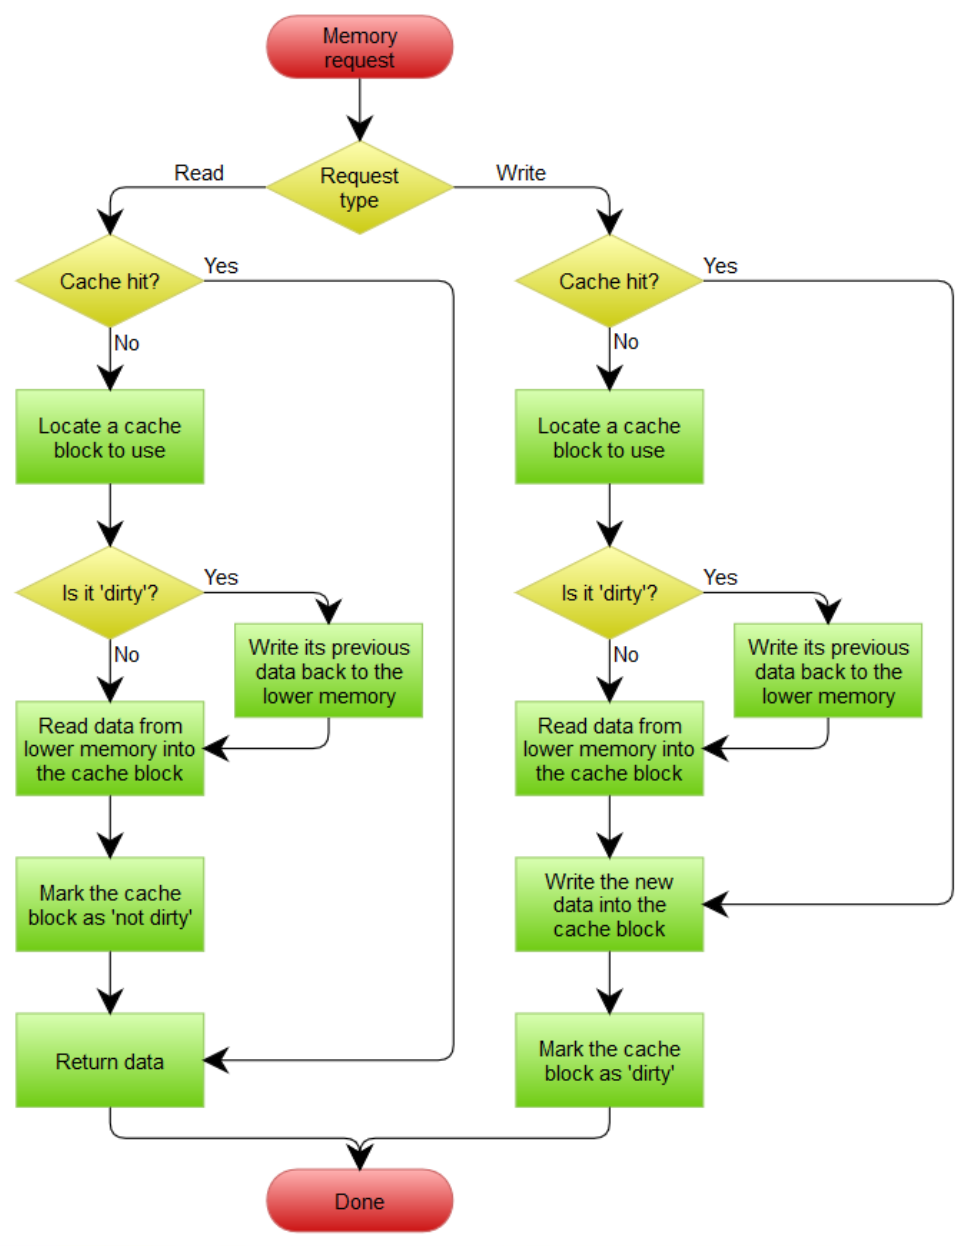 Memory
request
Request
type
Read
Write
Cache hit?
Yes
No
Locate a cache
block to use
Is it 'dirty'?
Yes
No
Write its previous
data back to the
lower memory
Read data from
lower memory into
the cache block
Mark the cache
block as 'not dirty'
Return data
Cache hit?
Yes
No
Locate a cache
block to use
Is it 'dirty'?
Yes
No
Write its previous
data back to the
lower memory
Read data from
lower memory into
the cache block
Write the new
data into the
cache block
Mark the cache
block as 'dirty'
Done